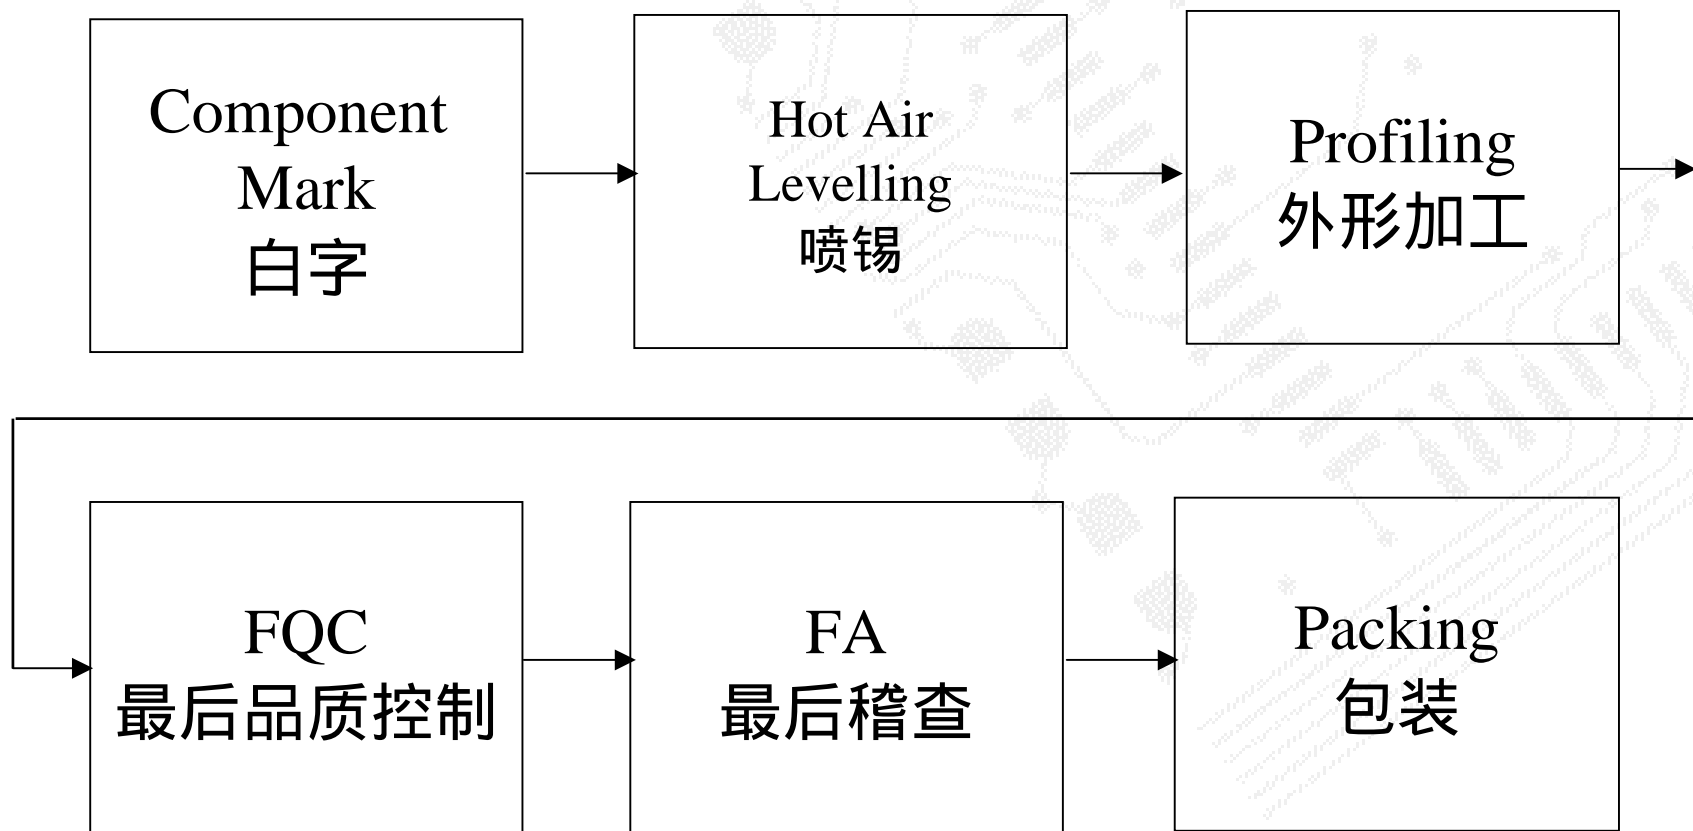 Component
Mark
白字
Hot Air
Levelling
喷锡
Profiling
外形加工
FQC
最后品质控制
FA
最后稽查
Packing
包装